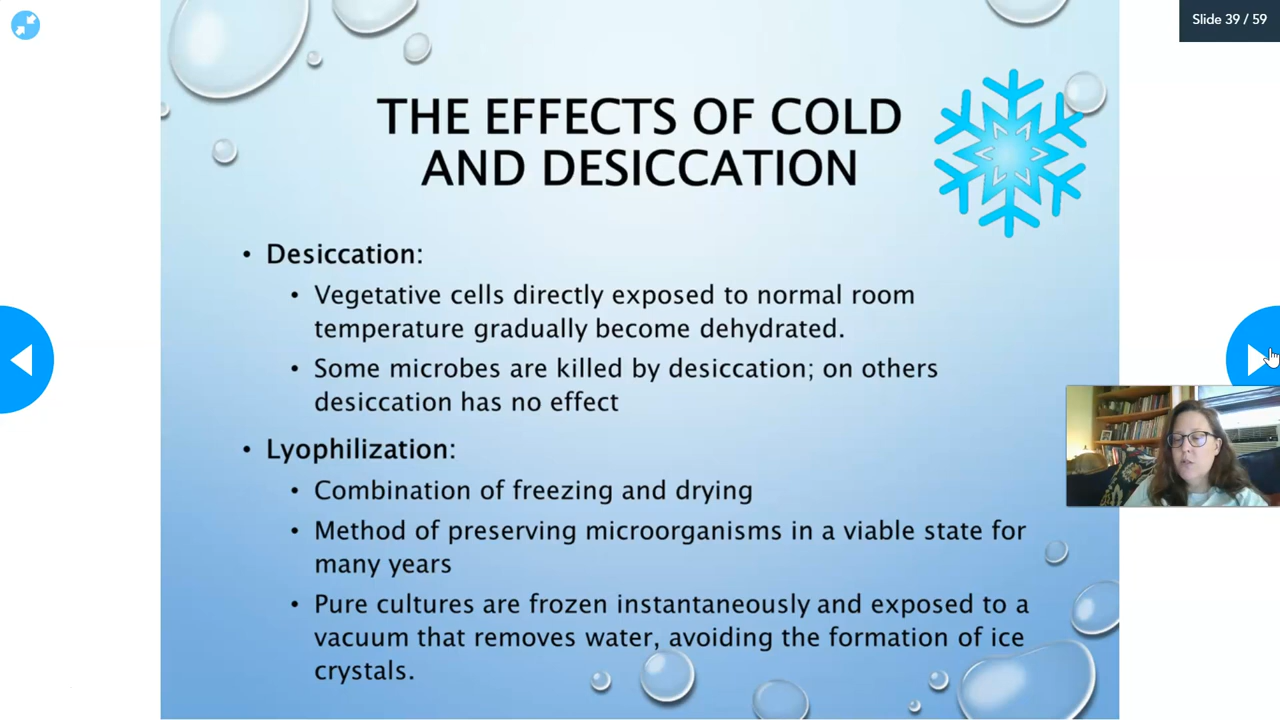 Slide 39 / 59
THE EFFECTS OF COLD
AND DESICCATION
• Desiccation:
• Vegetative cells directly exposed to normal room
temperature gradually become dehydrated.
• Some microbes are killed by desiccation; on others
desiccation has no effect
• Lyophilization:
• Combination of freezing and drying
• Method of preserving microorganisms in a viable state for
many years
• Pure cultures are frozen instantaneously and exposed to a
vacuum that removes water, avoiding the formation of ice
crystals.